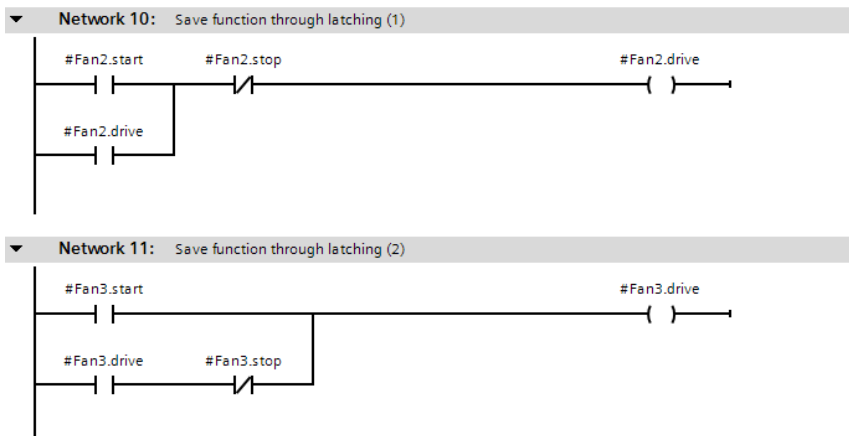 Network 10: Save function through latching (1)
#Fan2.start #Fan2.stop #Fan2.drive
#Fan2.drive
Network 11: Save function through latching (2)
#Fan3.start #Fan3.drive
#Fan3.drive #Fan3.stop